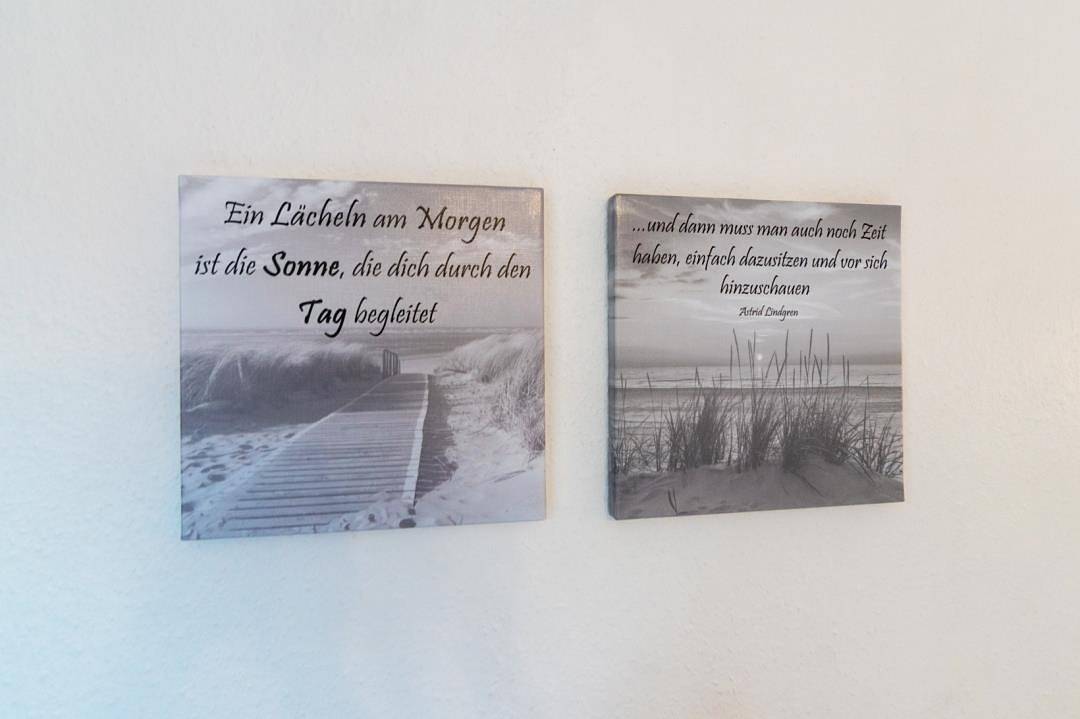 Ein Lächeln am Morgen
ist die Sonne, die dich durch den
Tag begleitet
...und dann muss man auch noch Zeit
haben, einfach dazusitzen und vor sich
hinzuschauen
Astrid Lindgren